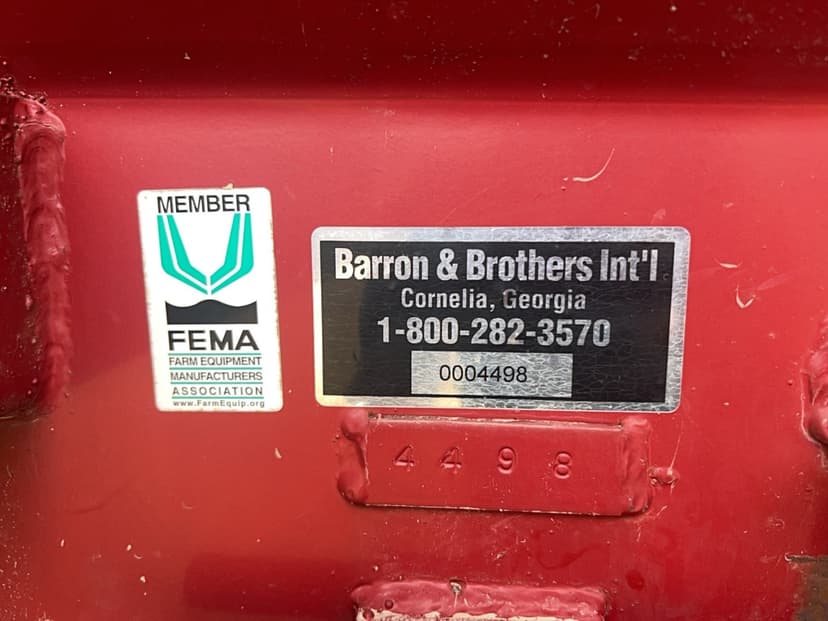 MEMBER
FEMA
FARM EQUIPMENT
MANUFACTURERS
ASSOCIATION
www.FarmEquip.org
Barron & Brothers Int'l
Cornelia, Georgia
1-800-282-3570
0004498
4498